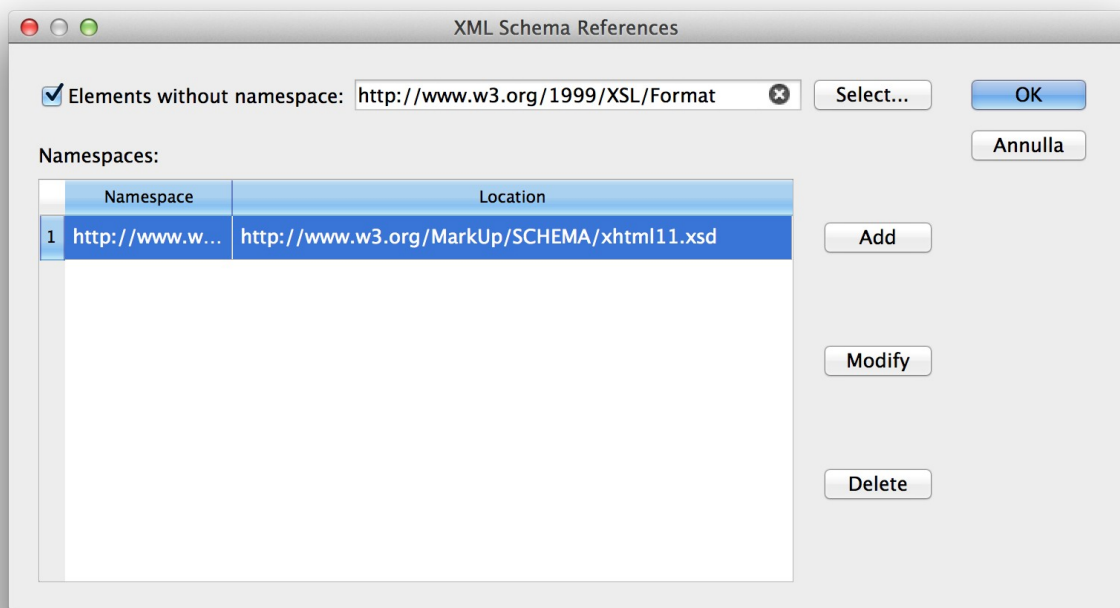 XML Schema References
Elements without namespace: http://www.w3.org/1999/XSL/Format Select... OK
Annulla
Namespaces:
Namespace Location
1 http://www.w... http://www.w3.org/MarkUp/SCHEMA/xhtml11.xsd
Add
Modify
Delete